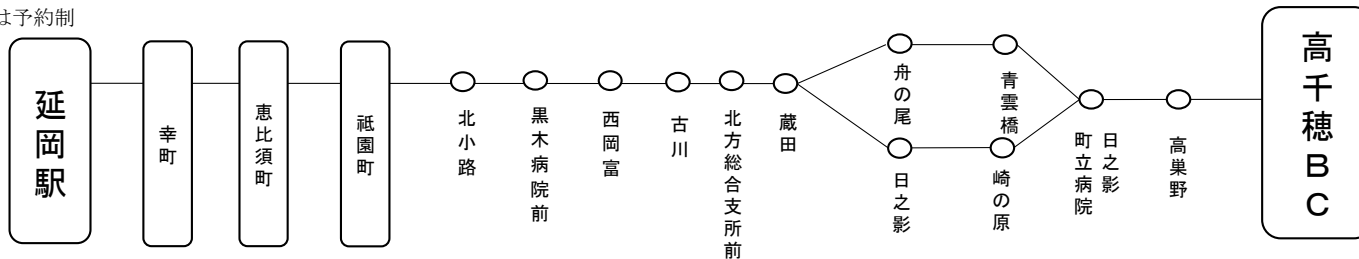 は予約制
延岡駅
幸町
恵比須町
祗園町
北小路
黒木病院前
西岡富
古川
北方総合支所前
蔵田
舟の尾
青雲橋
日之影
崎の原
日之影
町立病院
高巣野
高千穂BC